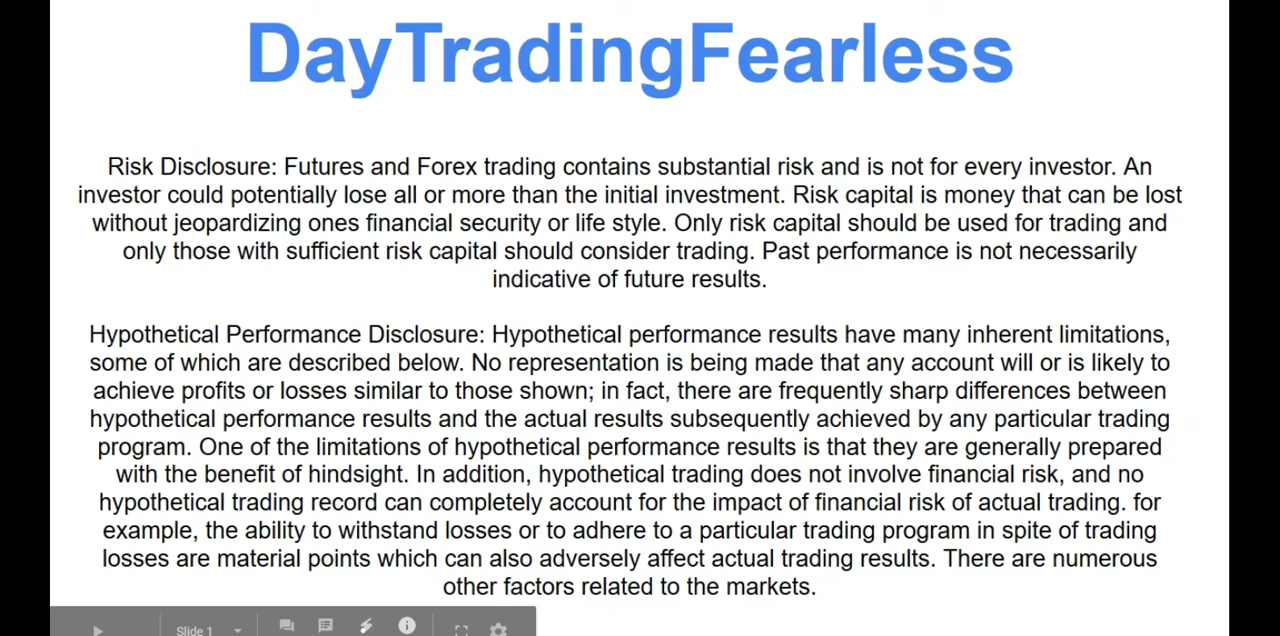 DayTradingFearless
Risk Disclosure: Futures and Forex trading contains substantial risk and is not for every investor. An
investor could potentially lose all or more than the initial investment. Risk capital is money that can be lost
without jeopardizing ones financial security or life style. Only risk capital should be used for trading and
only those with sufficient risk capital should consider trading. Past performance is not necessarily
indicative of future results.
Hypothetical Performance Disclosure: Hypothetical performance results have many inherent limitations,
some of which are described below. No representation is being made that any account will or is likely to
achieve profits or losses similar to those shown; in fact, there are frequently sharp differences between
hypothetical performance results and the actual results subsequently achieved by any particular trading
program. One of the limitations of hypothetical performance results is that they are generally prepared
with the benefit of hindsight. In addition, hypothetical trading does not involve financial risk, and no
hypothetical trading record can completely account for the impact of financial risk of actual trading. for
example, the ability to withstand losses or to adhere to a particular trading program in spite of trading
losses are material points which can also adversely affect actual trading results. There are numerous
other factors related to the markets.
Slide 1